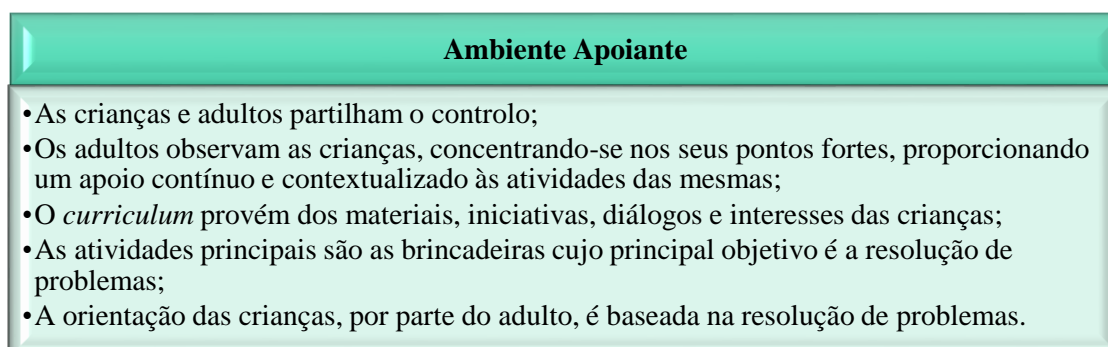 Ambiente Apoiante
•As crianças e adultos partilham o controlo;
•Os adultos observam as crianças, concentrando-se nos seus pontos fortes, proporcionando
um apoio contínuo e contextualizado às atividades das mesmas;
•O curriculum provém dos materiais, iniciativas, diálogos e interesses das crianças;
•As atividades principais são as brincadeiras cujo principal objetivo é a resolução de
problemas;
•A orientação das crianças, por parte do adulto, é baseada na resolução de problemas.